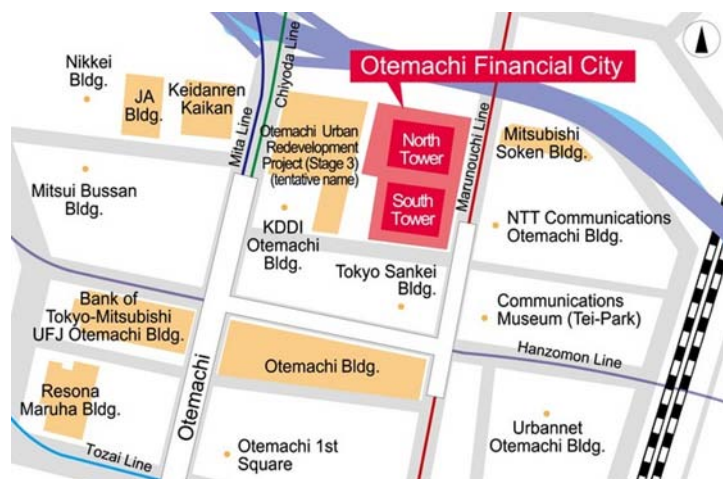 Nikkei
Bldg.
JA
Bldg.
Keidanren
Kaikan
Mita Line
Chiyoda Line
Otemachi Financial City
Otemachi Urban
Redevelopment
Project (Stage 3)
(tentative name)
North
Tower
South
Tower
Marunouchi Line
Mitsubishi
Soken Bldg.
Mitsui Bussan
Bldg.
KDDI
Otemachi
Bldg.
NTT Communications
Otemachi Bldg.
Tokyo Sankei
Bldg.
Bank of
Tokyo-Mitsubishi
UFJ Otemachi Bldg.
Communications
Museum (Tei-Park)
Hanzomon Line
Otemachi Bldg.
Resona
Maruha Bldg.
Otemachi
Tozai Line
Otemachi 1st
Square
Urbannet
Otemachi Bldg.